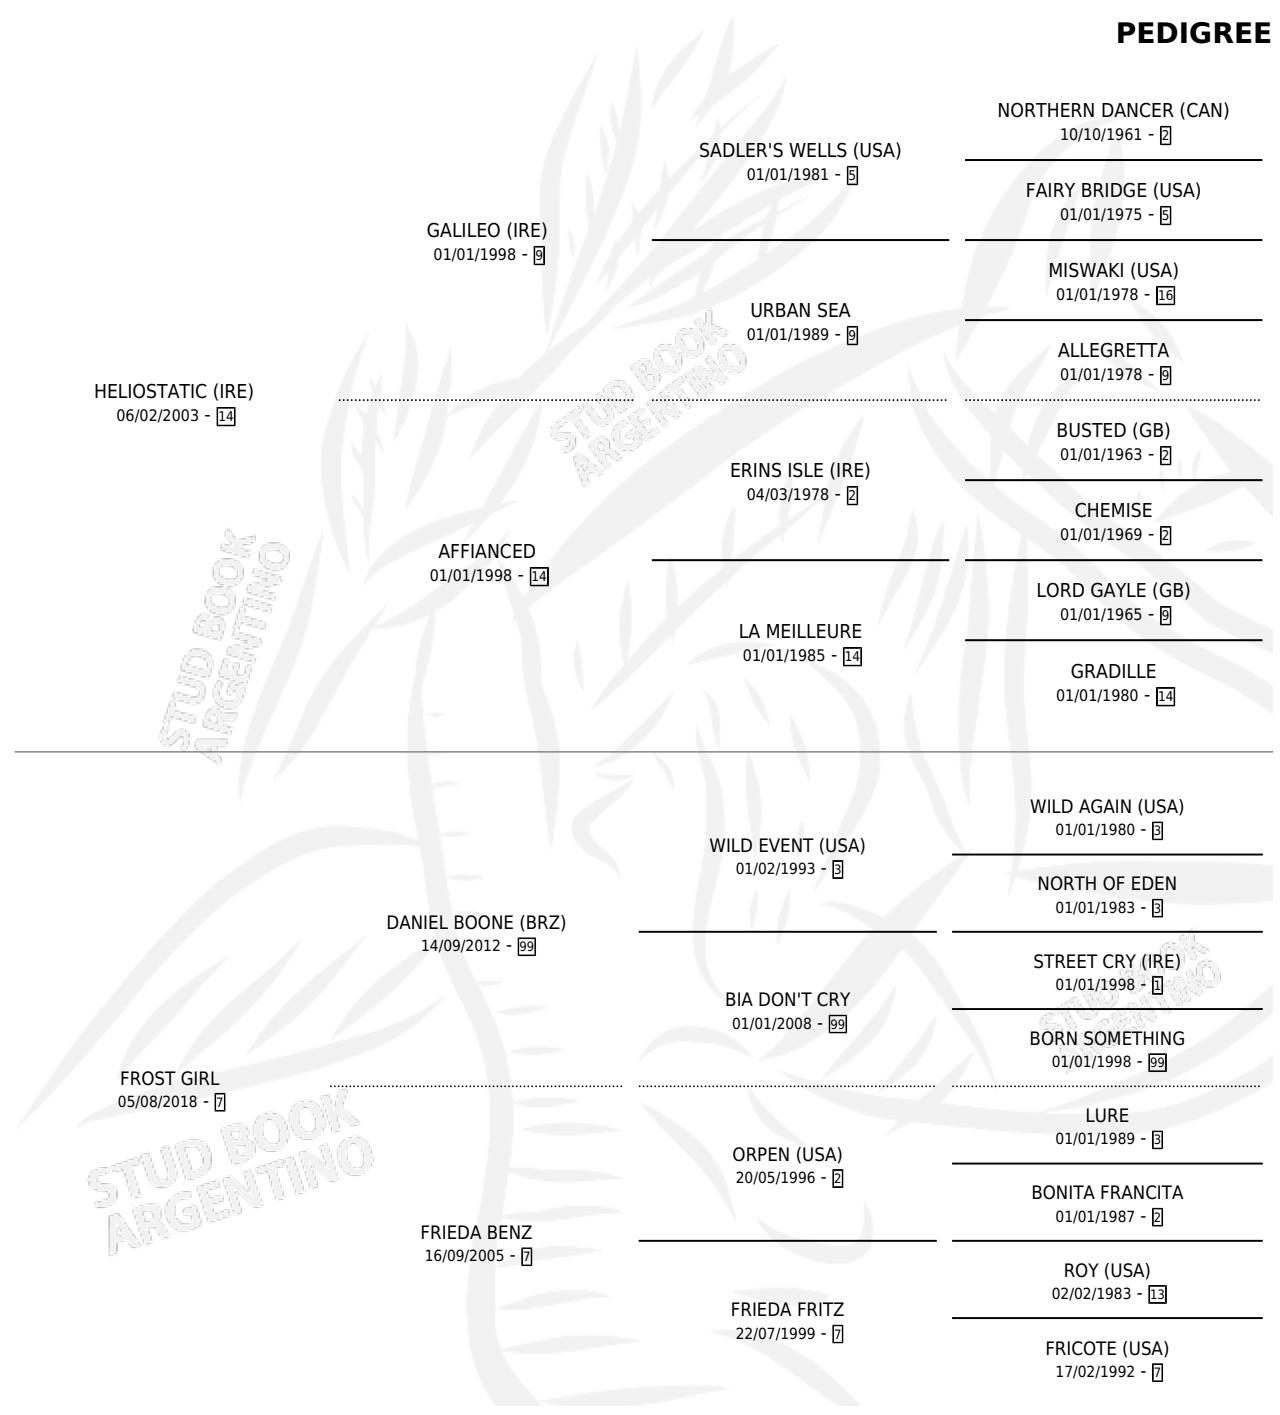 PEDIGREE
NORTHERN DANCER (CAN)
10/10/1961 - 2
SADLER'S WELLS (USA)
01/01/1981 - 5
FAIRY BRIDGE (USA)
01/01/1975 - 5
GALILEO (IRE)
01/01/1998 - 9
MISWAKI (USA)
01/01/1978 - 16
URBAN SEA
01/01/1989 - 9
ALLEGRETTA
01/01/1978 - 9
HELIOSTATIC (IRE)
06/02/2003 - 14
BUSTED (GB)
01/01/1963 - 2
ERINS ISLE (IRE)
04/03/1978 - 2
CHEMISE
01/01/1969 - 2
AFFIANCED
01/01/1998 - 14
LORD GAYLE (GB)
01/01/1965 - 9
LA MEILLEURE
01/01/1985 - 14
GRADILLE
01/01/1980 - 14
WILD AGAIN (USA)
01/01/1980 - 3
WILD EVENT (USA)
01/02/1993 - 3
NORTH OF EDEN
01/01/1983 - 3
DANIEL BOONE (BRZ)
14/09/2012 - 99
STREET CRY (IRE)
01/01/1998 - 1
BIA DON'T CRY
01/01/2008 - 99
BORN SOMETHING
01/01/1998 - 99
FROST GIRL
05/08/2018 - 7
LURE
01/01/1989 - 3
ORPEN (USA)
20/05/1996 - 2
BONITA FRANCITA
01/01/1987 - 2
FRIEDA BENZ
16/09/2005 - 7
ROY (USA)
02/02/1983 - 13
FRIEDA FRITZ
22/07/1999 - 7
FRICOTE (USA)
17/02/1992 - 7
STUD BOOK
ARGENTINO
STUD BOOK
ARGENTINO
STUD BOOK
ARGENTINO
STUD BOOK
ARGENTINO